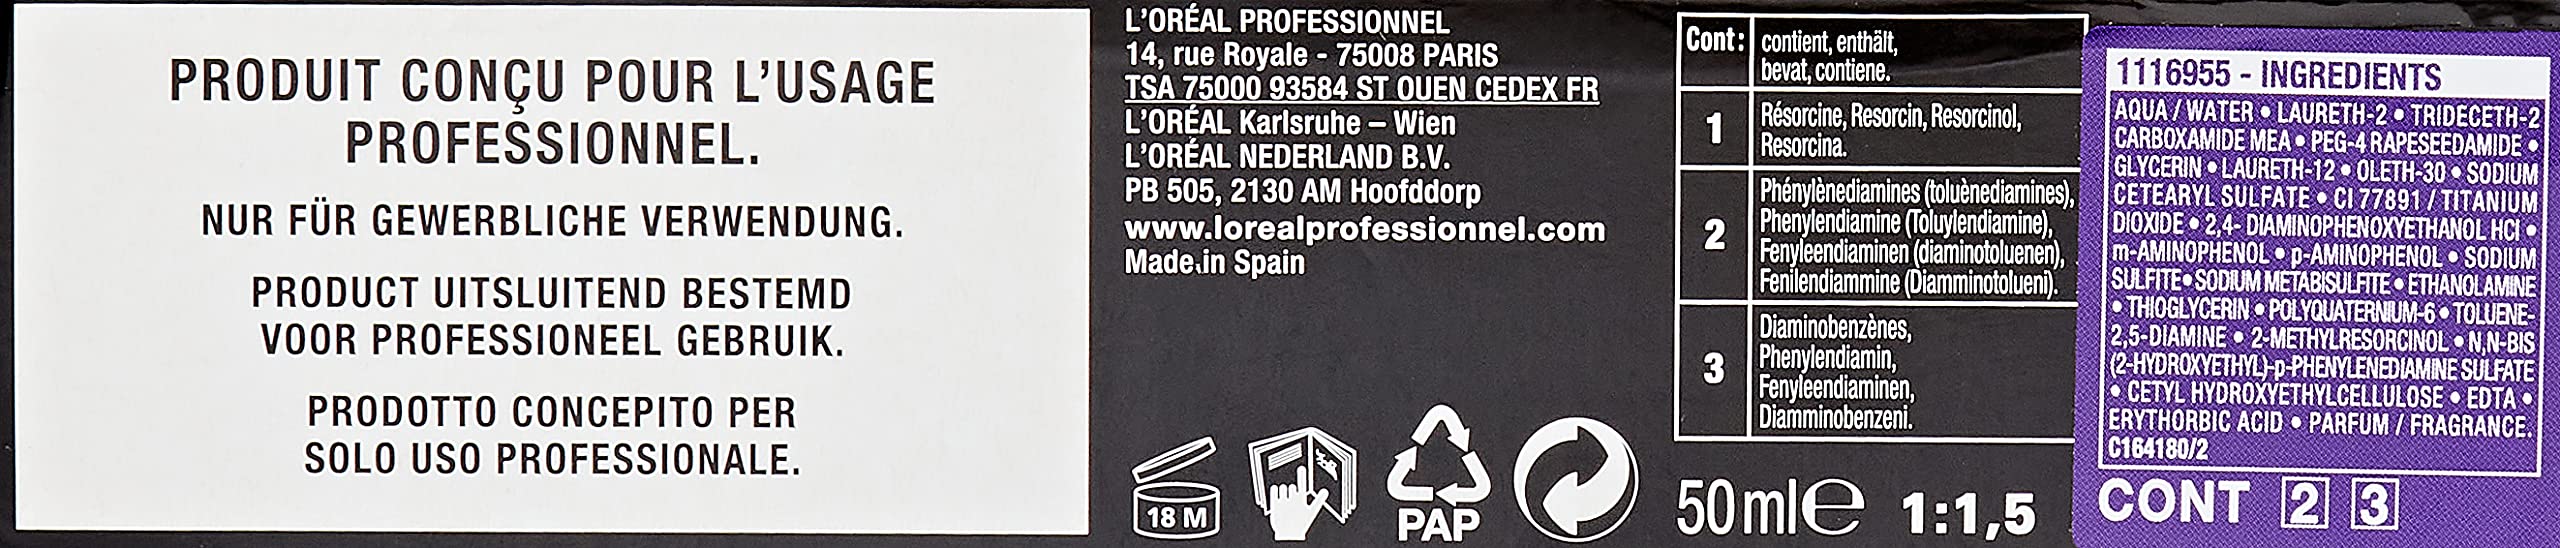 PRODUIT CONÇU POUR L'USAGE
PROFESSIONNEL.
NUR FÜR GEWERBLICHE VERWENDUNG.
PRODUCT UITSLUITEND BESTEMD
VOOR PROFESSIONEEL GEBRUIK.
PRODOTTO CONCEPITO PER
SOLO USO PROFESSIONALE.
L'ORÉAL PROFESSIONNEL
14, rue Royale - 75008 PARIS
TSA 75000 93584 ST OUEN CEDEX FR
L'ORÉAL Karlsruhe – Wien
L'ORÉAL NEDERLAND B.V.
PB 505, 2130 AM Hoofddorp
www.lorealprofessionnel.com
Made in Spain
18 M
PAP
Cont: contient, enthält,
bevat, contiene.
1 Résorcine, Resorcin, Resorcinol,
Resorcina.
2 Phénylènediamines (toluènediamines),
Phenylendiamine (Toluylendiamine),
Fenyleendiaminen (diaminotoluenen),
Fenilendiammine (Diamminotolueni).
3 Diaminobenzènes,
Phenylendiamin,
Fenyleendiaminen,
Diamminobenzeni.
50 ml e 1:1,5
1116955 - INGREDIENTS
AQUA / WATER • LAURETH-2 • TRIDECETH-2
CARBOXAMIDE MEA • PEG-4 RAPESEEDAMIDE •
GLYCERIN • LAURETH-12 • OLETH-30 • SODIUM
CETEARYL SULFATE • CI 77891 / TITANIUM
DIOXIDE • 2,4- DIAMINOPHENOXYETHANOL HCl •
m-AMINOPHENOL • p-AMINOPHENOL • SODIUM
SULFITE • SODIUM METABISULFITE • ETHANOLAMINE
• THIOGLYCERIN • POLYQUATERNIUM-6 • TOLUENE-
2,5-DIAMINE • 2-METHYLRESORCINOL • N,N-BIS
(2-HYDROXYETHYL)-p-PHENYLENEDIAMINE SULFATE
• CETYL HYDROXYETHYLCELLULOSE • EDTA •
ERYTHORBIC ACID • PARFUM / FRAGRANCE.
C164180/2
CONT 2 3